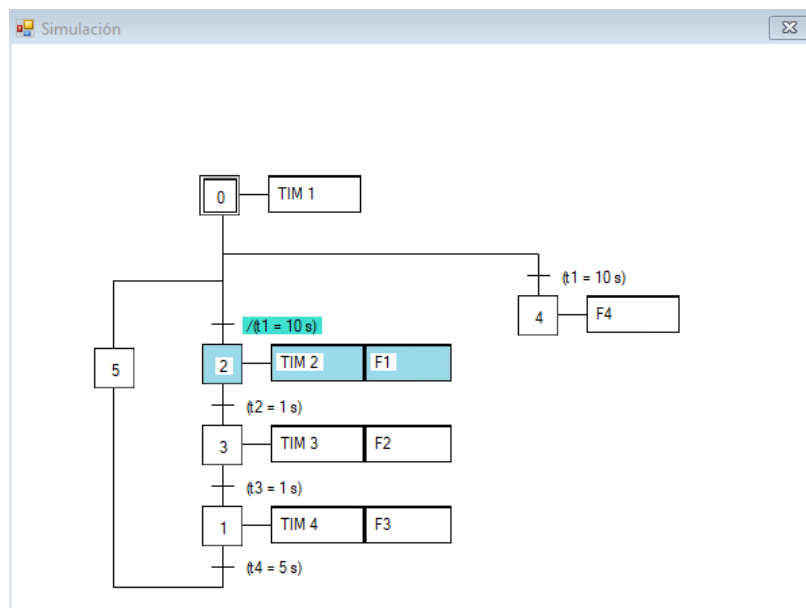 Simulación
0 TIM 1
(t1 = 10 s)
4 F4
/(t1 = 10 s)
5
2 TIM 2 F1
(t2 = 1 s)
3 TIM 3 F2
(t3 = 1 s)
1 TIM 4 F3
(t4 = 5 s)